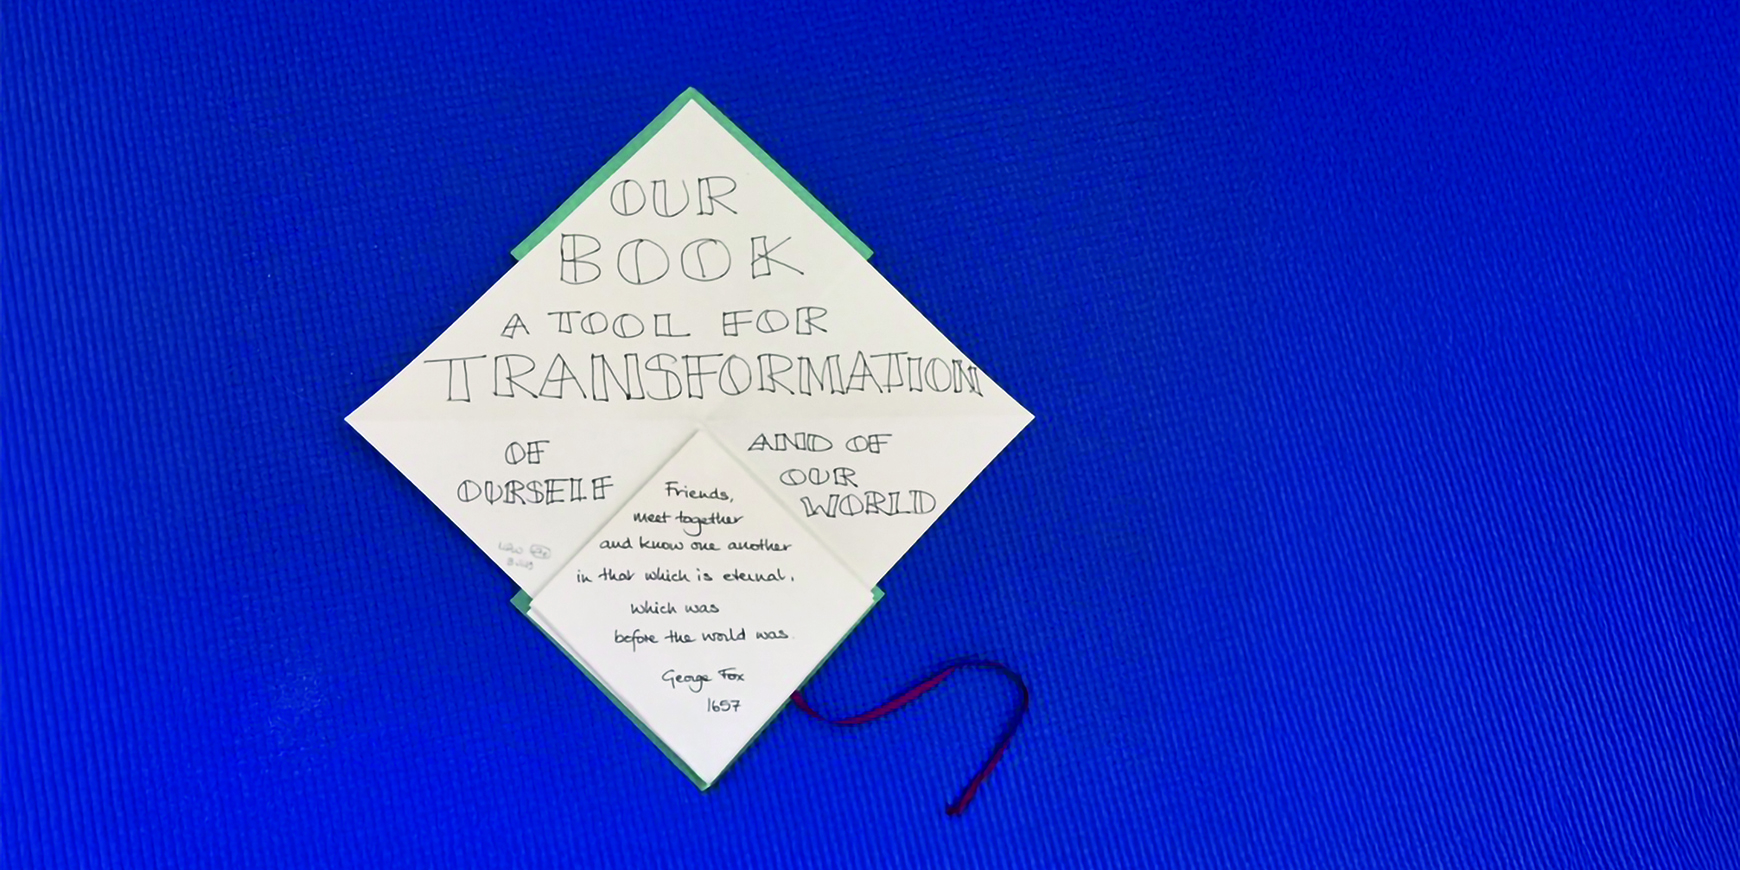 OUR
BOOK
A TOOL FOR
TRANSFORMATION
OF
OURSELF
AND OF
OUR
WORLD
Friends,
meet together
and know one another
in that which is eternal,
which was
before the world was.
George Fox
1657